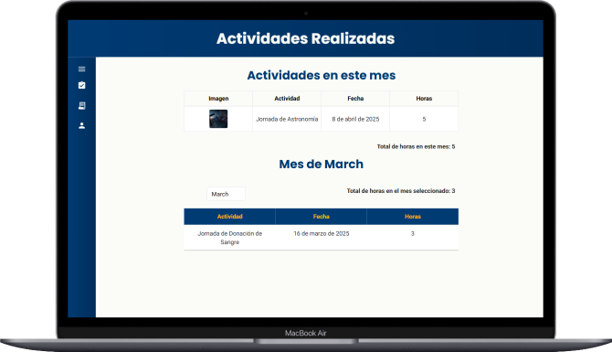 Actividades Realizadas
Actividades en este mes
Imagen Actividad Fecha Horas
Jornada de Astronomía 8 de abril de 2025 5
Total de horas en este mes: 5
Mes de March
March Total de horas en el mes seleccionado: 3
Actividad Fecha Horas
Jornada de Donación de 16 de marzo de 2025 3
Sangre
MacBook Air